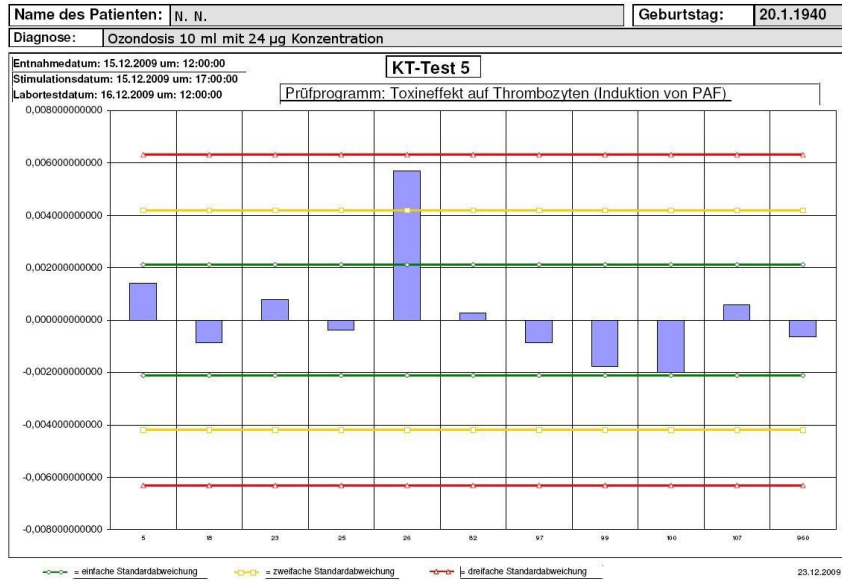 Name des Patienten: N. N. Geburtstag: 20.1.1940
Diagnose: Ozondosis 10 ml mit 24 µg Konzentration
Entnahmedatum: 15.12.2009 um: 12:00:00
KT-Test 5
Stimulationsdatum: 15.12.2009 um: 17:00:00
Labortestdatum: 16.12.2009 um: 12:00:00
Prüfprogramm: Toxineffekt auf Thrombozyten (Induktion von PAF)
0,008000000000
0,006000000000
0,004000000000
0,002000000000
0,000000000000
-0,002000000000
-0,004000000000
-0,006000000000
-0,008000000000
5 18 23 25 26 82 97 99 100 107 960
= einfache Standardabweichung = zweifache Standardabweichung = dreifache Standardabweichung 23.12.2009